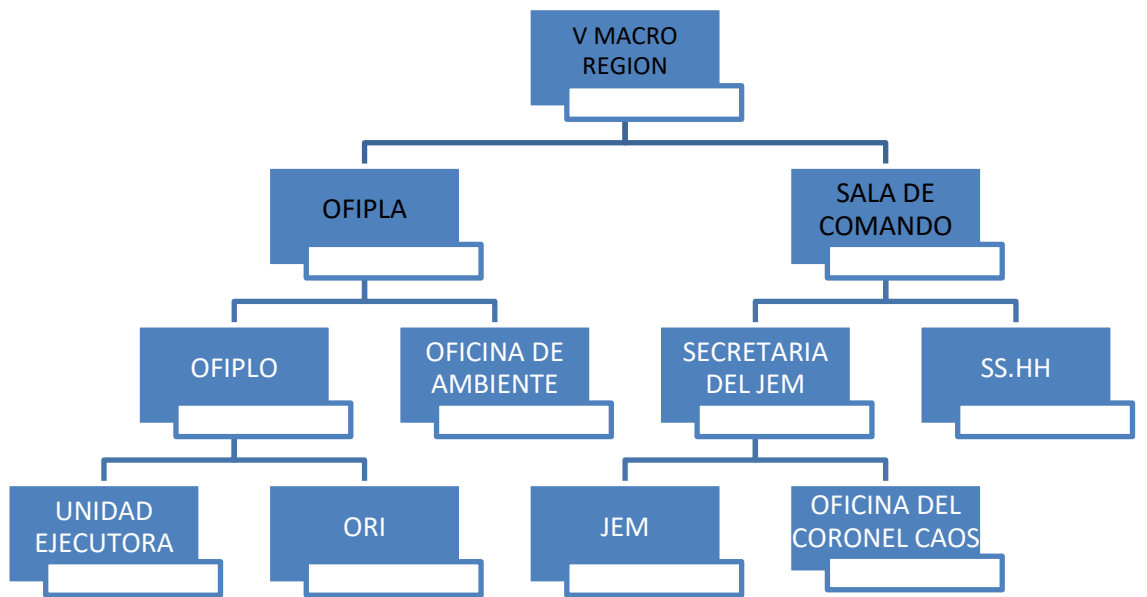 V MACRO
REGION
OFIPLA
SALA DE
COMANDO
OFIPLO
OFICINA DE
AMBIENTE
SECRETARIA
DEL JEM
SS.HH
UNIDAD
EJECUTORA
ORI
JEM
OFICINA DEL
CORONEL CAOS